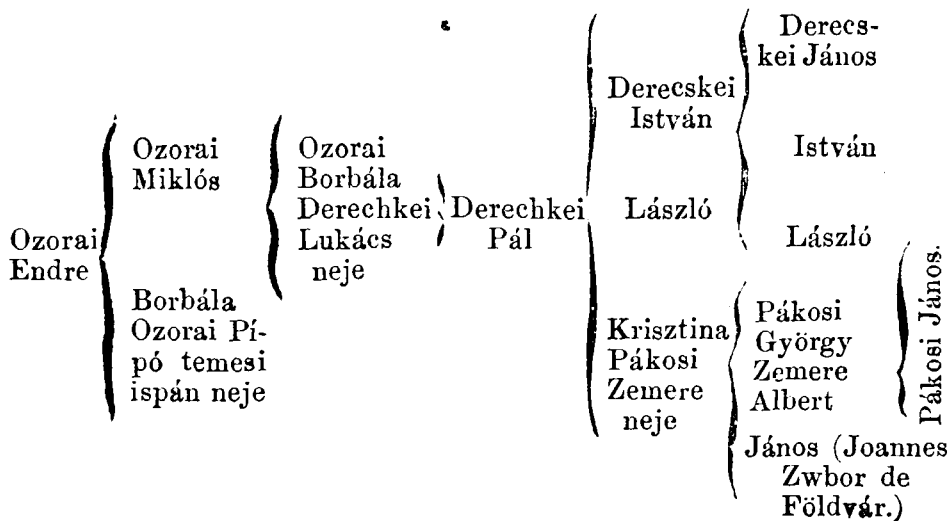 Ozorai
Endre
Ozorai
Miklós
Borbála
Ozorai Pí-
pó temesi
ispán neje
Ozorai
Borbála
Derechkei
Lukács
neje
Derechkei
Pál
Derecskei
István
László
Krisztina
Pákosi
Zemere
neje
Derecs-
kei János
István
László
Pákosi
György
Zemere
Albert
János (Joannes
Zwbor de
Földvár.)
Pákosi János.